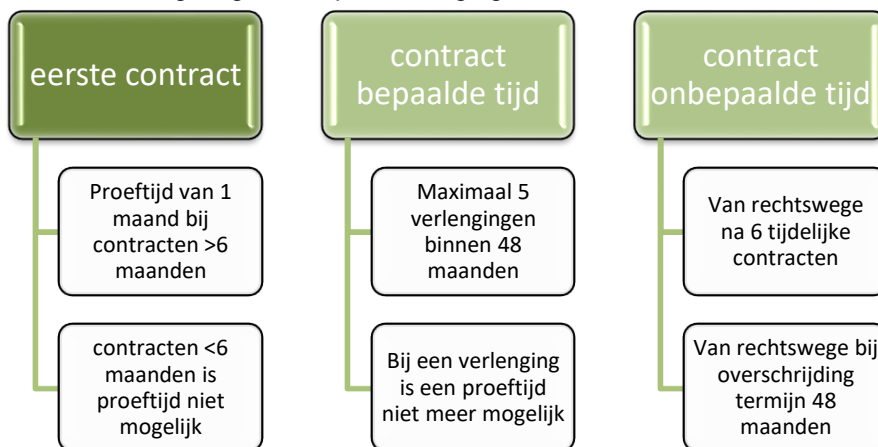 eerste contract
Proeftijd van 1
maand bij
contracten >6
maanden
contracten <6
maanden is
proeftijd niet
mogelijk
contract
bepaalde tijd
Maximaal 5
verlengingen
binnen 48
maanden
Bij een verlenging
is een proeftijd
niet meer mogelijk
contract
onbepaalde tijd
Van rechtswege
na 6 tijdelijke
contracten
Van rechtswege bij
overschrijding
termijn 48
maanden